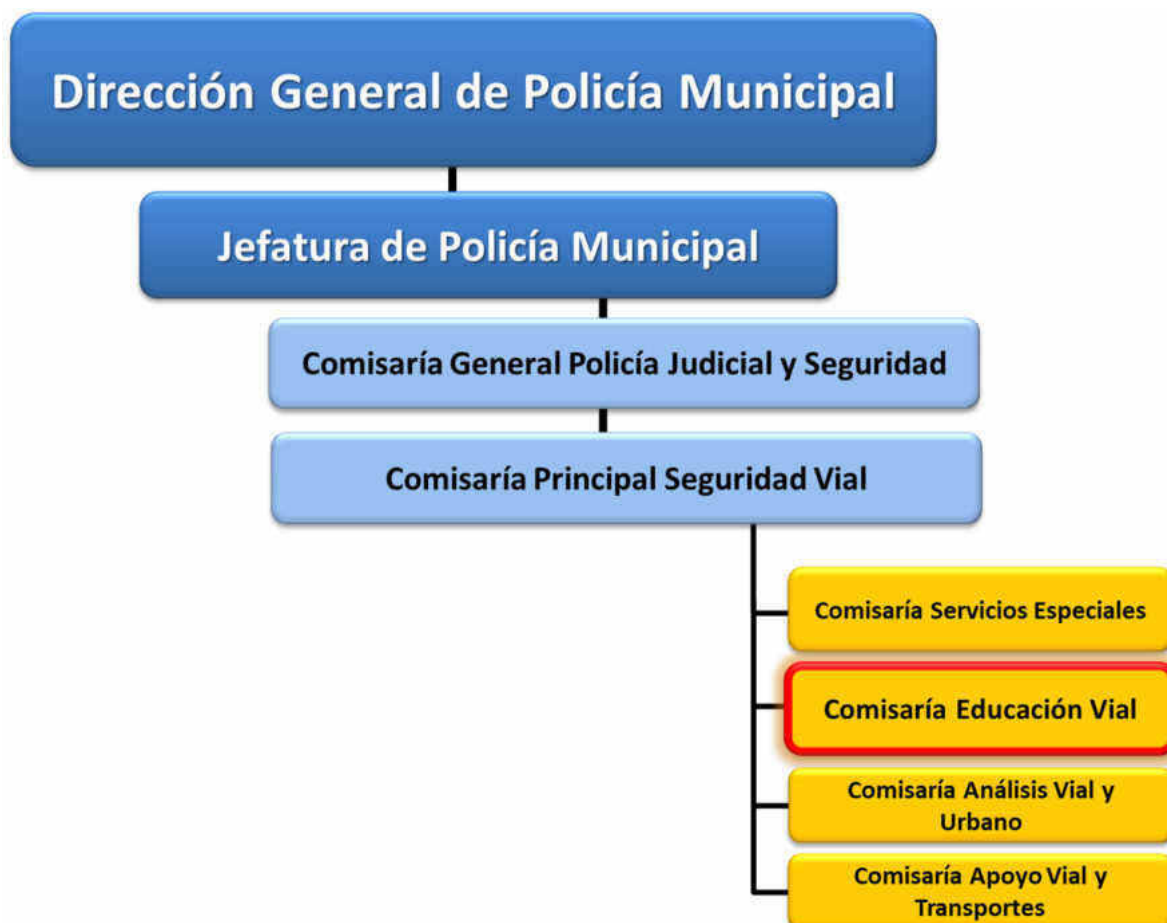 Dirección General de Policía Municipal
Jefatura de Policía Municipal
Comisaría General Policía Judicial y Seguridad
Comisaría Principal Seguridad Vial
Comisaría Servicios Especiales
Comisaría Educación Vial
Comisaría Análisis Vial y
Urbano
Comisaría Apoyo Vial y
Transportes